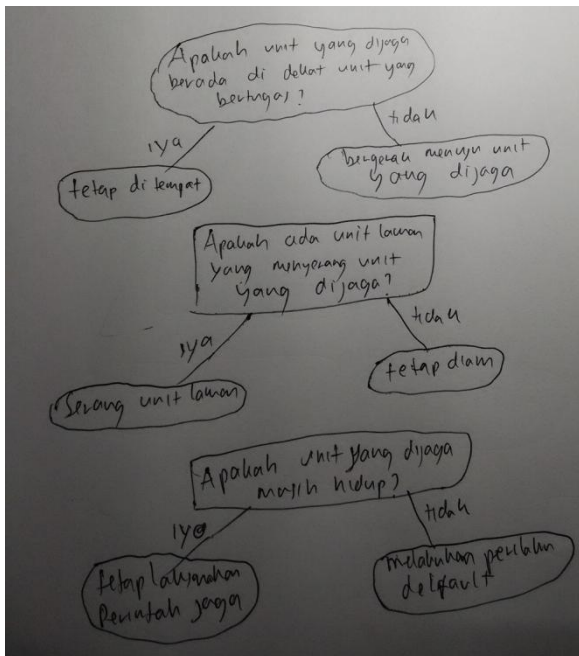 Apakah unit yang dijaga
berada di dekat unit yang
bertugas?
iya
tidak
tetap di tempat
bergerak menuju unit
yang dijaga
Apakah ada unit lawan
yang menyerang unit
yang dijaga?
iya
tidak
Serang unit lawan
tetap diam
Apakah unit yang dijaga
masih hidup?
iya
tidak
tetap laksanakan
Perintah jaga
melakukan perilaku
default